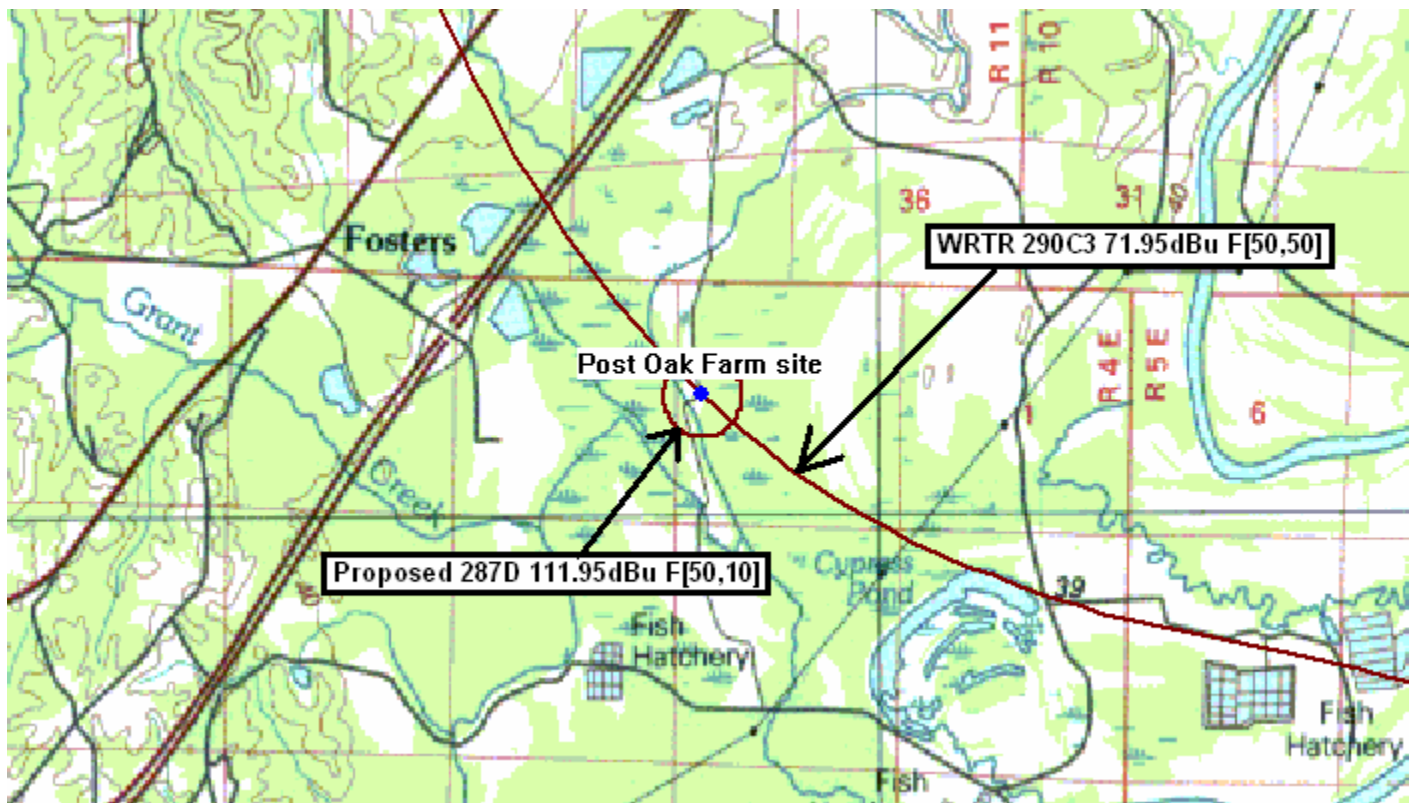 R 11
R 10
36
31
40
Fosters
WRTR 290C3 71.95dBu F[50,50]
Grant
Post Oak Farm site
R 4 E
R 5 E
1
6
Creek
Proposed 287D 111.95dBu F[50,10]
Cypress
Pond
39
Fish
Hatchery
Fish
Hatchery
Fish